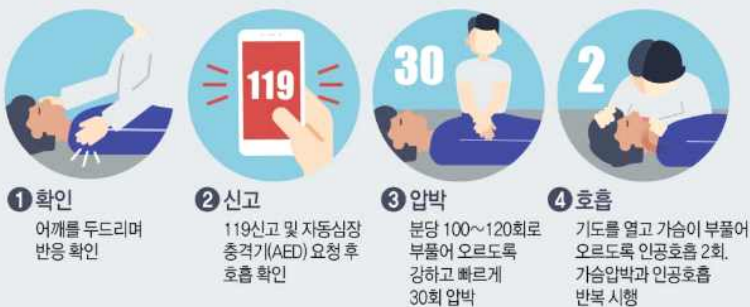 119
30
2
1 확인
어깨를 두드리며
반응 확인
2 신고
119신고 및 자동심장
충격기(AED) 요청 후
호흡 확인
3 압박
분당 100~120회로
부풀어 오르도록
강하고 빠르게
30회 압박
4 호흡
기도를 열고 가슴이 부풀어
오르도록 인공호흡 2회.
가슴압박과 인공호흡
반복 시행